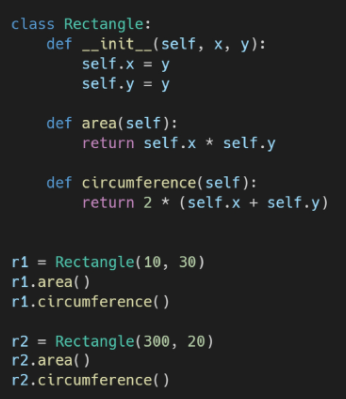 class Rectangle:
    def __init__(self, x, y):
        self.x = y
        self.y = y

    def area(self):
        return self.x * self.y

    def circumference(self):
        return 2 * (self.x + self.y)


r1 = Rectangle(10, 30)
r1.area()
r1.circumference()

r2 = Rectangle(300, 20)
r2.area()
r2.circumference()